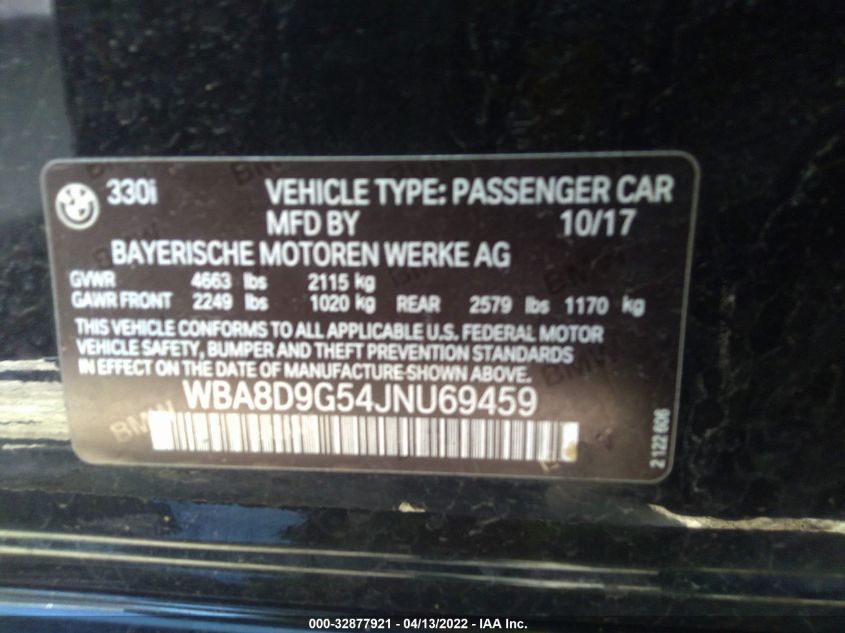 BMW 330i VEHICLE TYPE: PASSENGER CAR
MFD BY 10/17
BAYERISCHE MOTOREN WERKE AG
GVWR 4663 lbs 2115 kg
GAWR FRONT 2249 lbs 1020 kg REAR 2579 lbs 1170 kg
THIS VEHICLE CONFORMS TO ALL APPLICABLE U.S. FEDERAL MOTOR
VEHICLE SAFETY, BUMPER AND THEFT PREVENTION STANDARDS
IN EFFECT ON THE DATE OF MANUFACTURE SHOWN ABOVE.
WBA8D9G54JNU69459
2 122 606
000-32877921 - 04/13/2022 - IAA Inc.